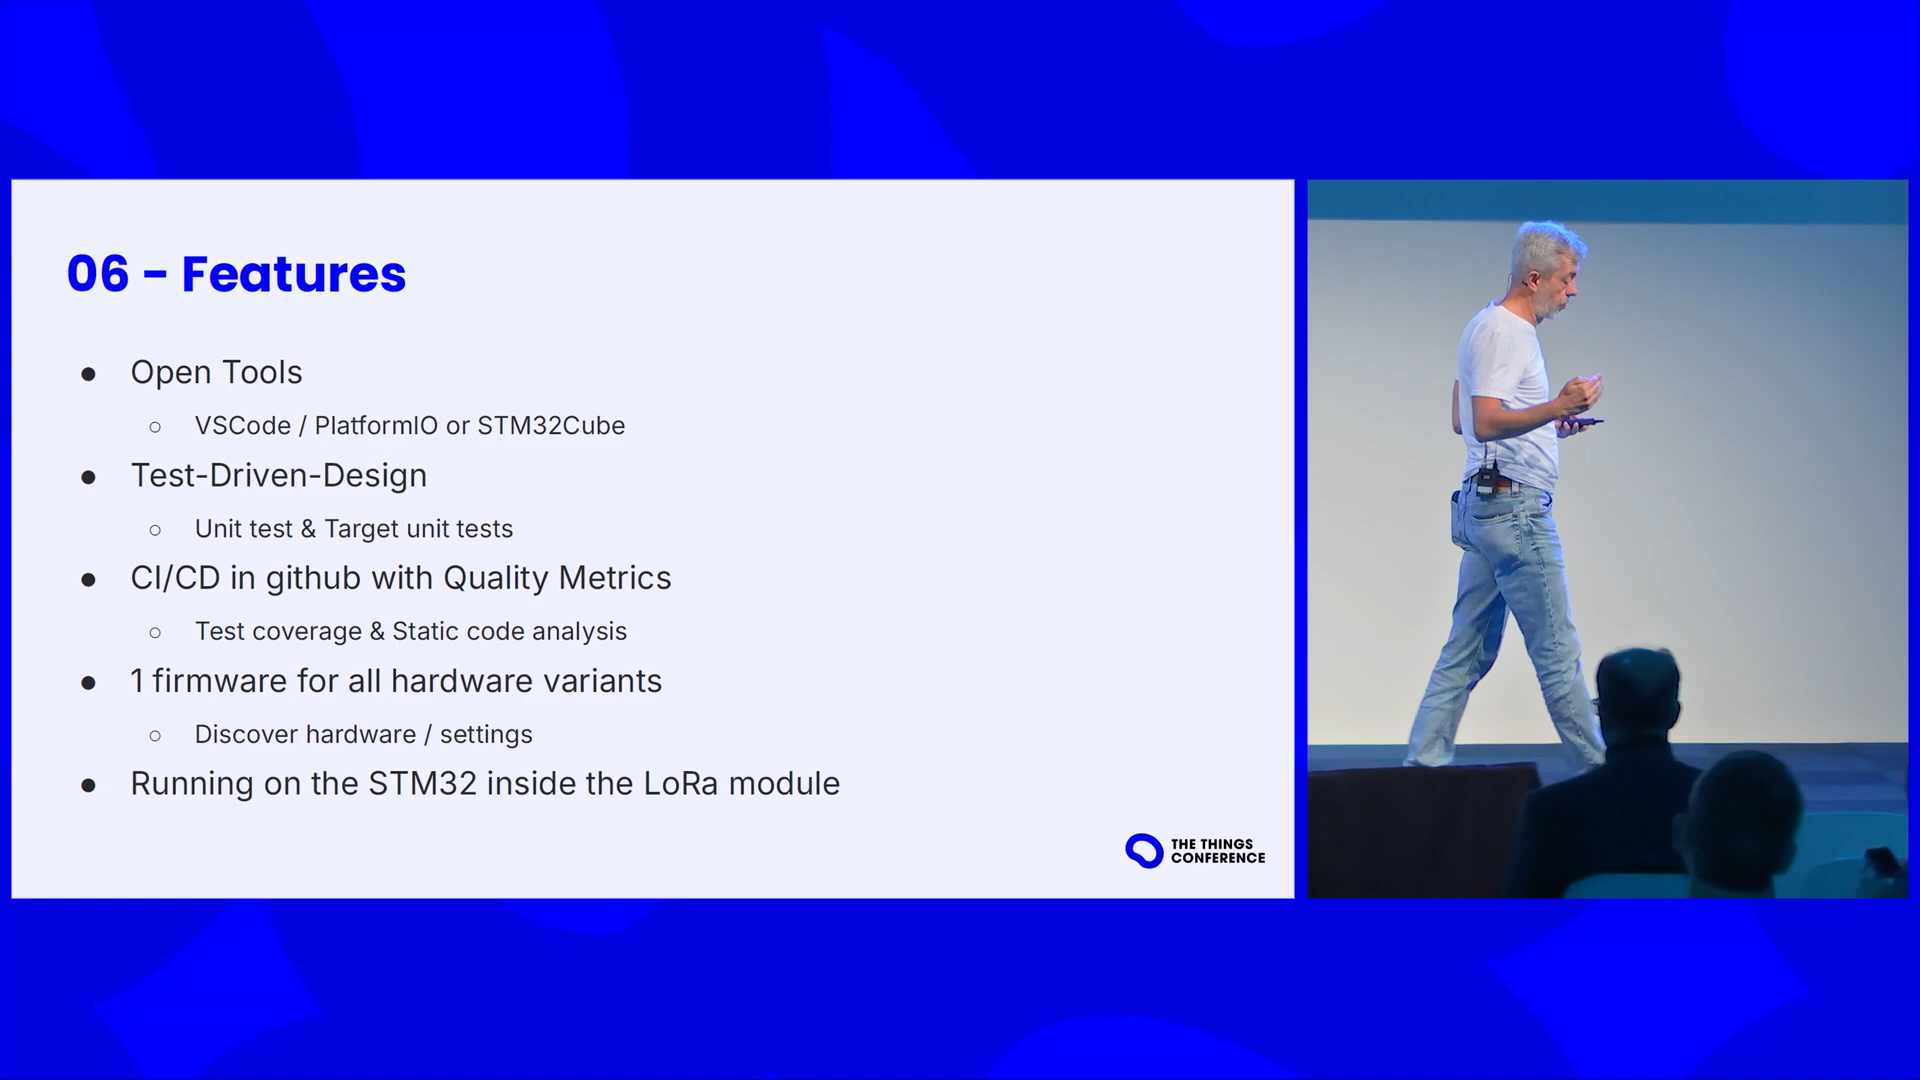 06 – Features
● Open Tools
○ VSCode / PlatformIO or STM32Cube
● Test-Driven-Design
○ Unit test & Target unit tests
● CI/CD in github with Quality Metrics
○ Test coverage & Static code analysis
● 1 firmware for all hardware variants
○ Discover hardware / settings
● Running on the STM32 inside the LoRa module
THE THINGS
CONFERENCE